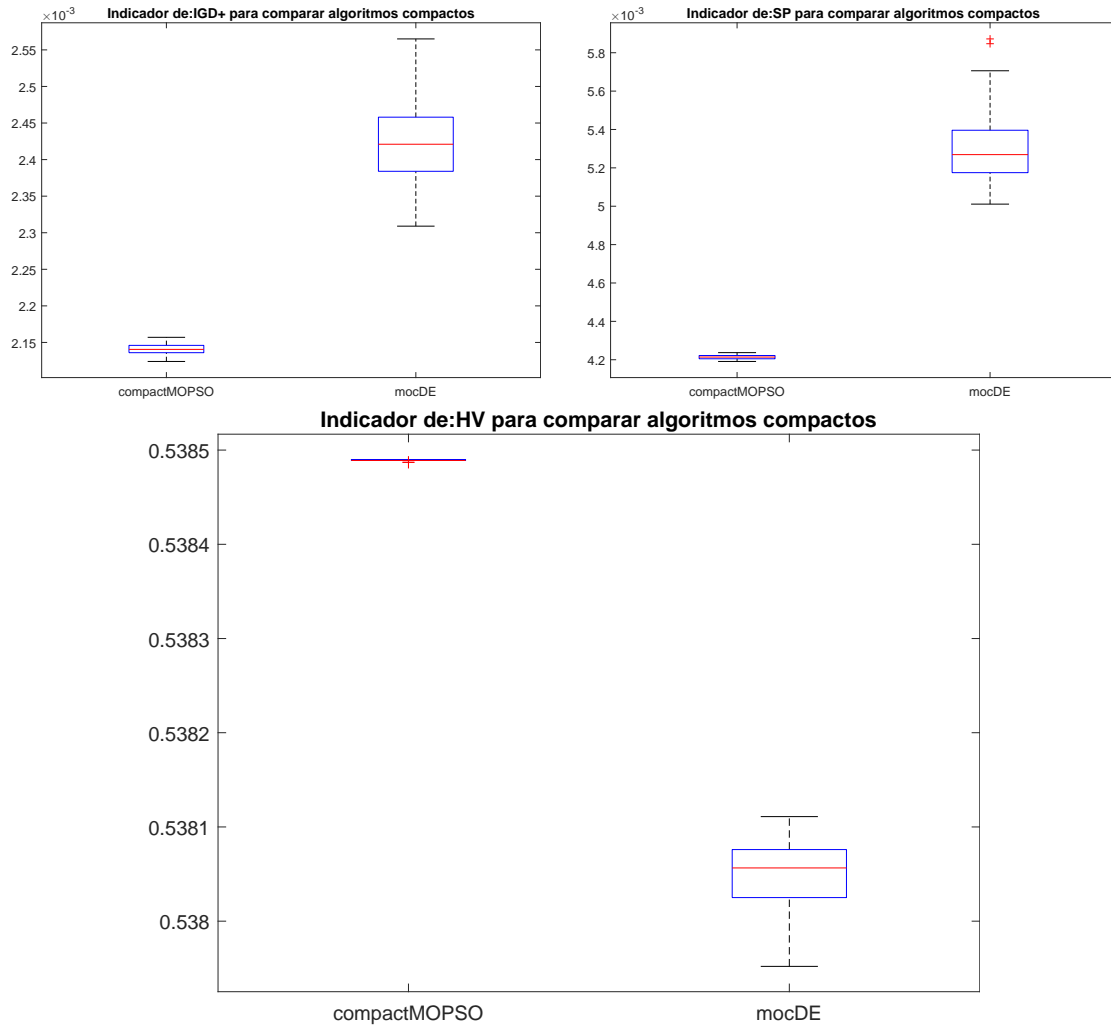 ×10⁻³
Indicador de:IGD+ para comparar algoritmos compactos
2.55
2.5
2.45
2.4
2.35
2.3
2.25
2.2
2.15
compactMOPSO
mocDE
×10⁻³
Indicador de:SP para comparar algoritmos compactos
5.8
5.6
5.4
5.2
5
4.8
4.6
4.4
4.2
compactMOPSO
mocDE
Indicador de:HV para comparar algoritmos compactos
0.5385
0.5384
0.5383
0.5382
0.5381
0.538
compactMOPSO
mocDE